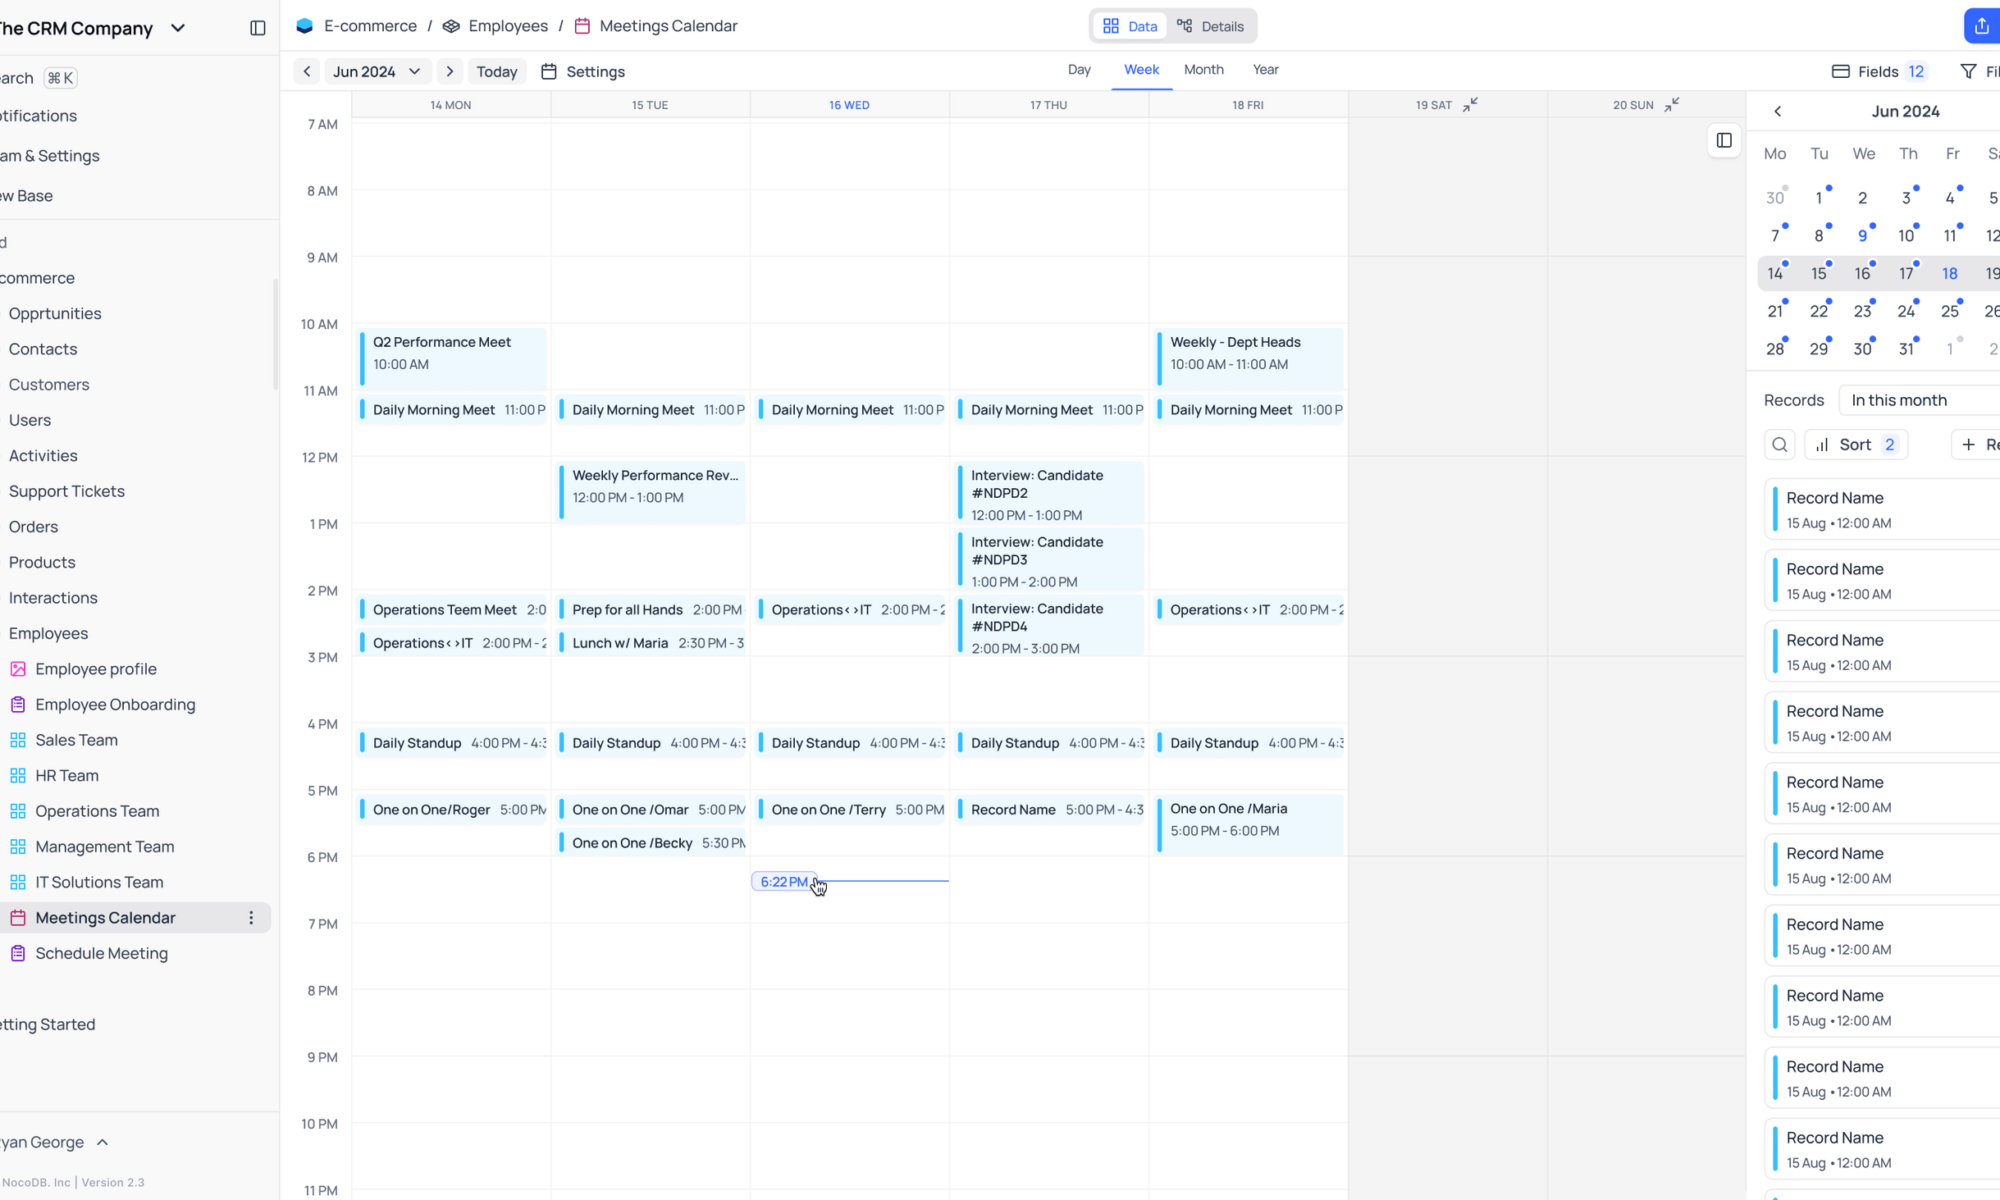 The CRM Company
earch ⌘ K
otifications
am & Settings
ew Base
d
commerce
Opprtunities
Contacts
Customers
Users
Activities
Support Tickets
Orders
Products
Interactions
Employees
Employee profile
Employee Onboarding
Sales Team
HR Team
Operations Team
Management Team
IT Solutions Team
Meetings Calendar
Schedule Meeting
etting Started
yan George
NocoDB. Inc | Version 2.3
E-commerce / Employees / Meetings Calendar
Data Details
Jun 2024 Today Settings
Day Week Month Year
Fields 12 Fil
14 MON 15 TUE 16 WED 17 THU 18 FRI 19 SAT 20 SUN
7 AM
8 AM
9 AM
10 AM
Q2 Performance Meet
10:00 AM
Weekly - Dept Heads
10:00 AM - 11:00 AM
11 AM
Daily Morning Meet 11:00 P
Daily Morning Meet 11:00 P
Daily Morning Meet 11:00 P
Daily Morning Meet 11:00 P
Daily Morning Meet 11:00 P
12 PM
Weekly Performance Rev...
12:00 PM - 1:00 PM
Interview: Candidate
#NDPD2
12:00 PM - 1:00 PM
1 PM
Interview: Candidate
#NDPD3
1:00 PM - 2:00 PM
2 PM
Operations Teem Meet 2:0
Operations<>IT 2:00 PM - 2
Prep for all Hands 2:00 PM
Lunch w/ Maria 2:30 PM - 3
Operations<>IT 2:00 PM - 2
Interview: Candidate
#NDPD4
2:00 PM - 3:00 PM
Operations<>IT 2:00 PM - 2
3 PM
4 PM
Daily Standup 4:00 PM - 4:3
Daily Standup 4:00 PM - 4:3
Daily Standup 4:00 PM - 4:3
Daily Standup 4:00 PM - 4:3
Daily Standup 4:00 PM - 4:3
5 PM
One on One/Roger 5:00 PM
One on One /Omar 5:00 PM
One on One /Becky 5:30 PM
One on One /Terry 5:00 PM
Record Name 5:00 PM - 4:3
One on One /Maria
5:00 PM - 6:00 PM
6 PM
6:22 PM
7 PM
8 PM
9 PM
10 PM
11 PM
Jun 2024
Mo Tu We Th Fr Sa
30 1 2 3 4 5
7 8 9 10 11 12
14 15 16 17 18 19
21 22 23 24 25 26
28 29 30 31 1 2
Records In this month
Sort 2 + Re
Record Name
15 Aug • 12:00 AM
Record Name
15 Aug • 12:00 AM
Record Name
15 Aug • 12:00 AM
Record Name
15 Aug • 12:00 AM
Record Name
15 Aug • 12:00 AM
Record Name
15 Aug • 12:00 AM
Record Name
15 Aug • 12:00 AM
Record Name
15 Aug • 12:00 AM
Record Name
15 Aug • 12:00 AM
Record Name
15 Aug • 12:00 AM